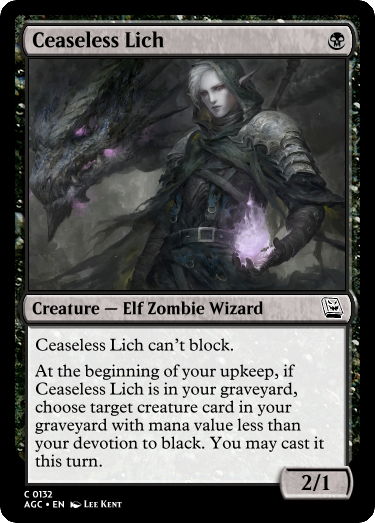 Ceaseless Lich
Creature — Elf Zombie Wizard
Ceaseless Lich can't block.
At the beginning of your upkeep, if
Ceaseless Lich is in your graveyard,
choose target creature card in your
graveyard with mana value less than
your devotion to black. You may cast it
this turn.
2/1
C 0132
AGC • EN Lee Kent